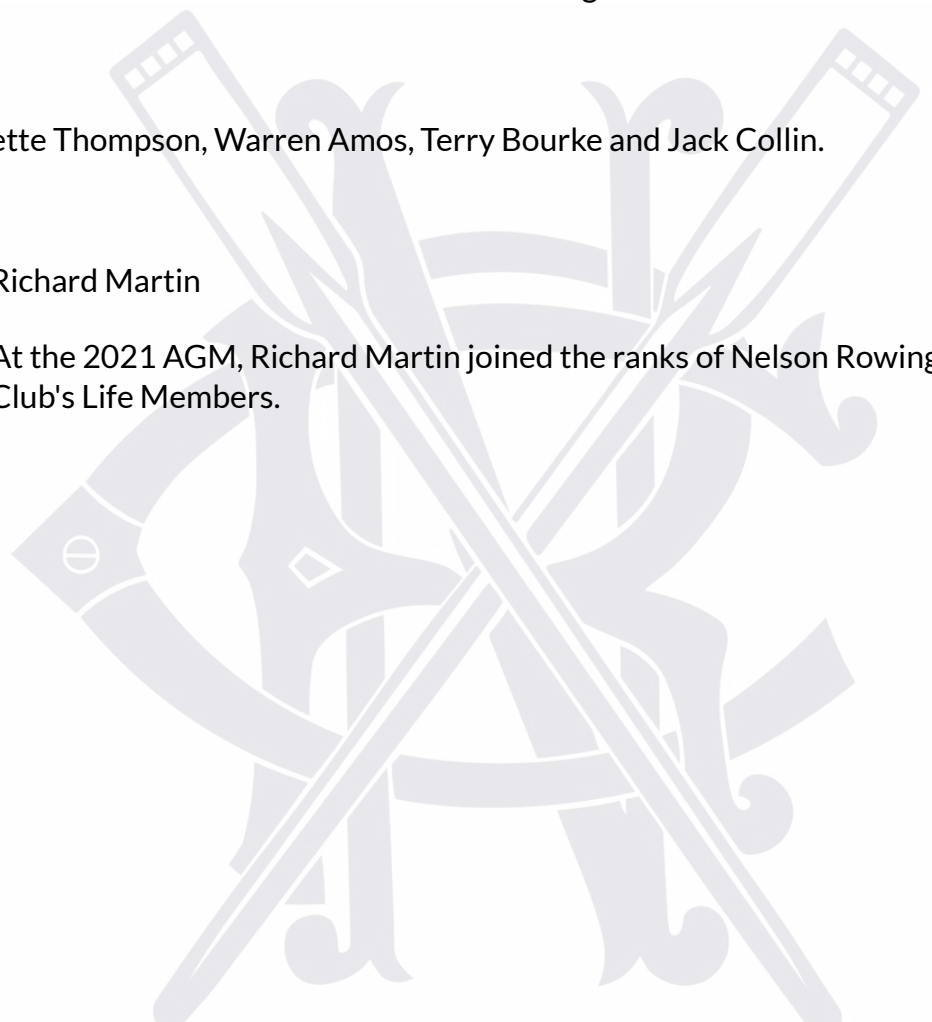 Thompson, Warren Amos, Terry Bourke and Jack Collin.
Richard Martin
At the 2021 AGM, Richard Martin joined the ranks of Nelson Rowing
Club's Life Members.